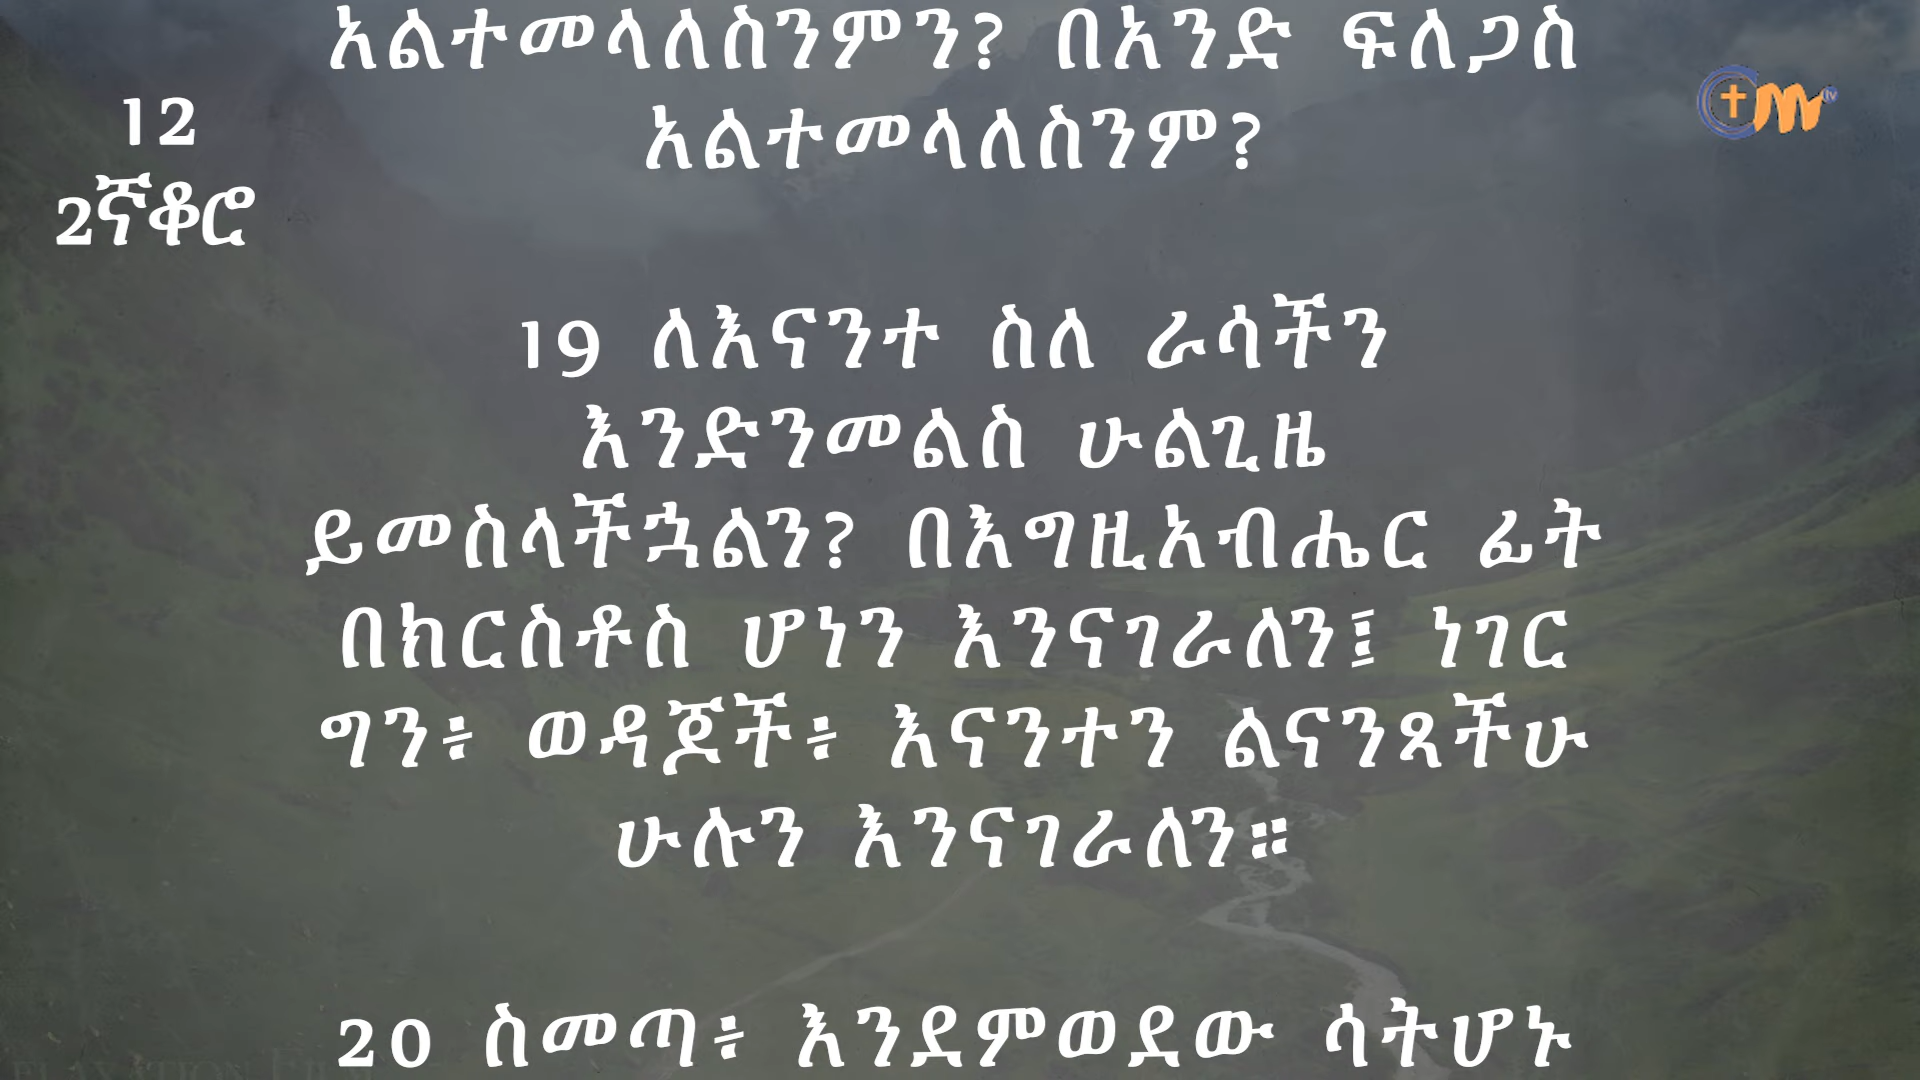 አልተመላለስንምን? በአንድ ፍለጋስ
አልተመላለስንም?
12
2ኛቆሮ
19 ለእናንተ ስለ ራሳችን
እንድንመልስ ሁልጊዜ
ይመስላችኋልን? በእግዚአብሔር ፊት
በክርስቶስ ሆነን እንናገራለን፤ ነገር
ግን፥ ወዳጆች፥ እናንተን ልናንጻችሁ
ሁሉን እንናገራለን።
20 ስመጣ፥ እንደምወደው ሳትሆኑ